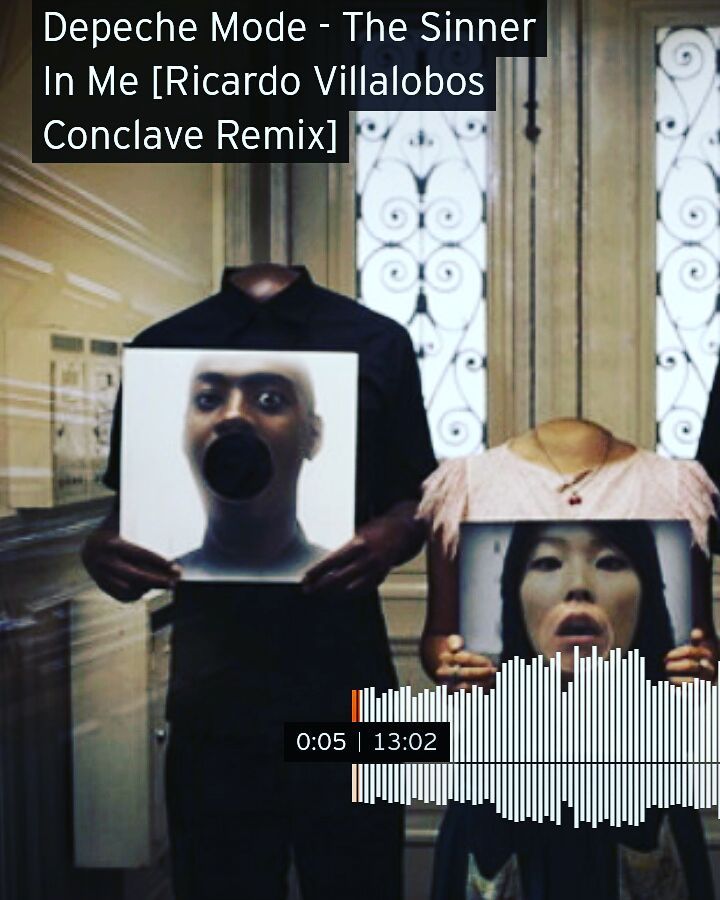 Depeche Mode - The Sinner
In Me [Ricardo Villalobos
Conclave Remix]
0:05 | 13:02